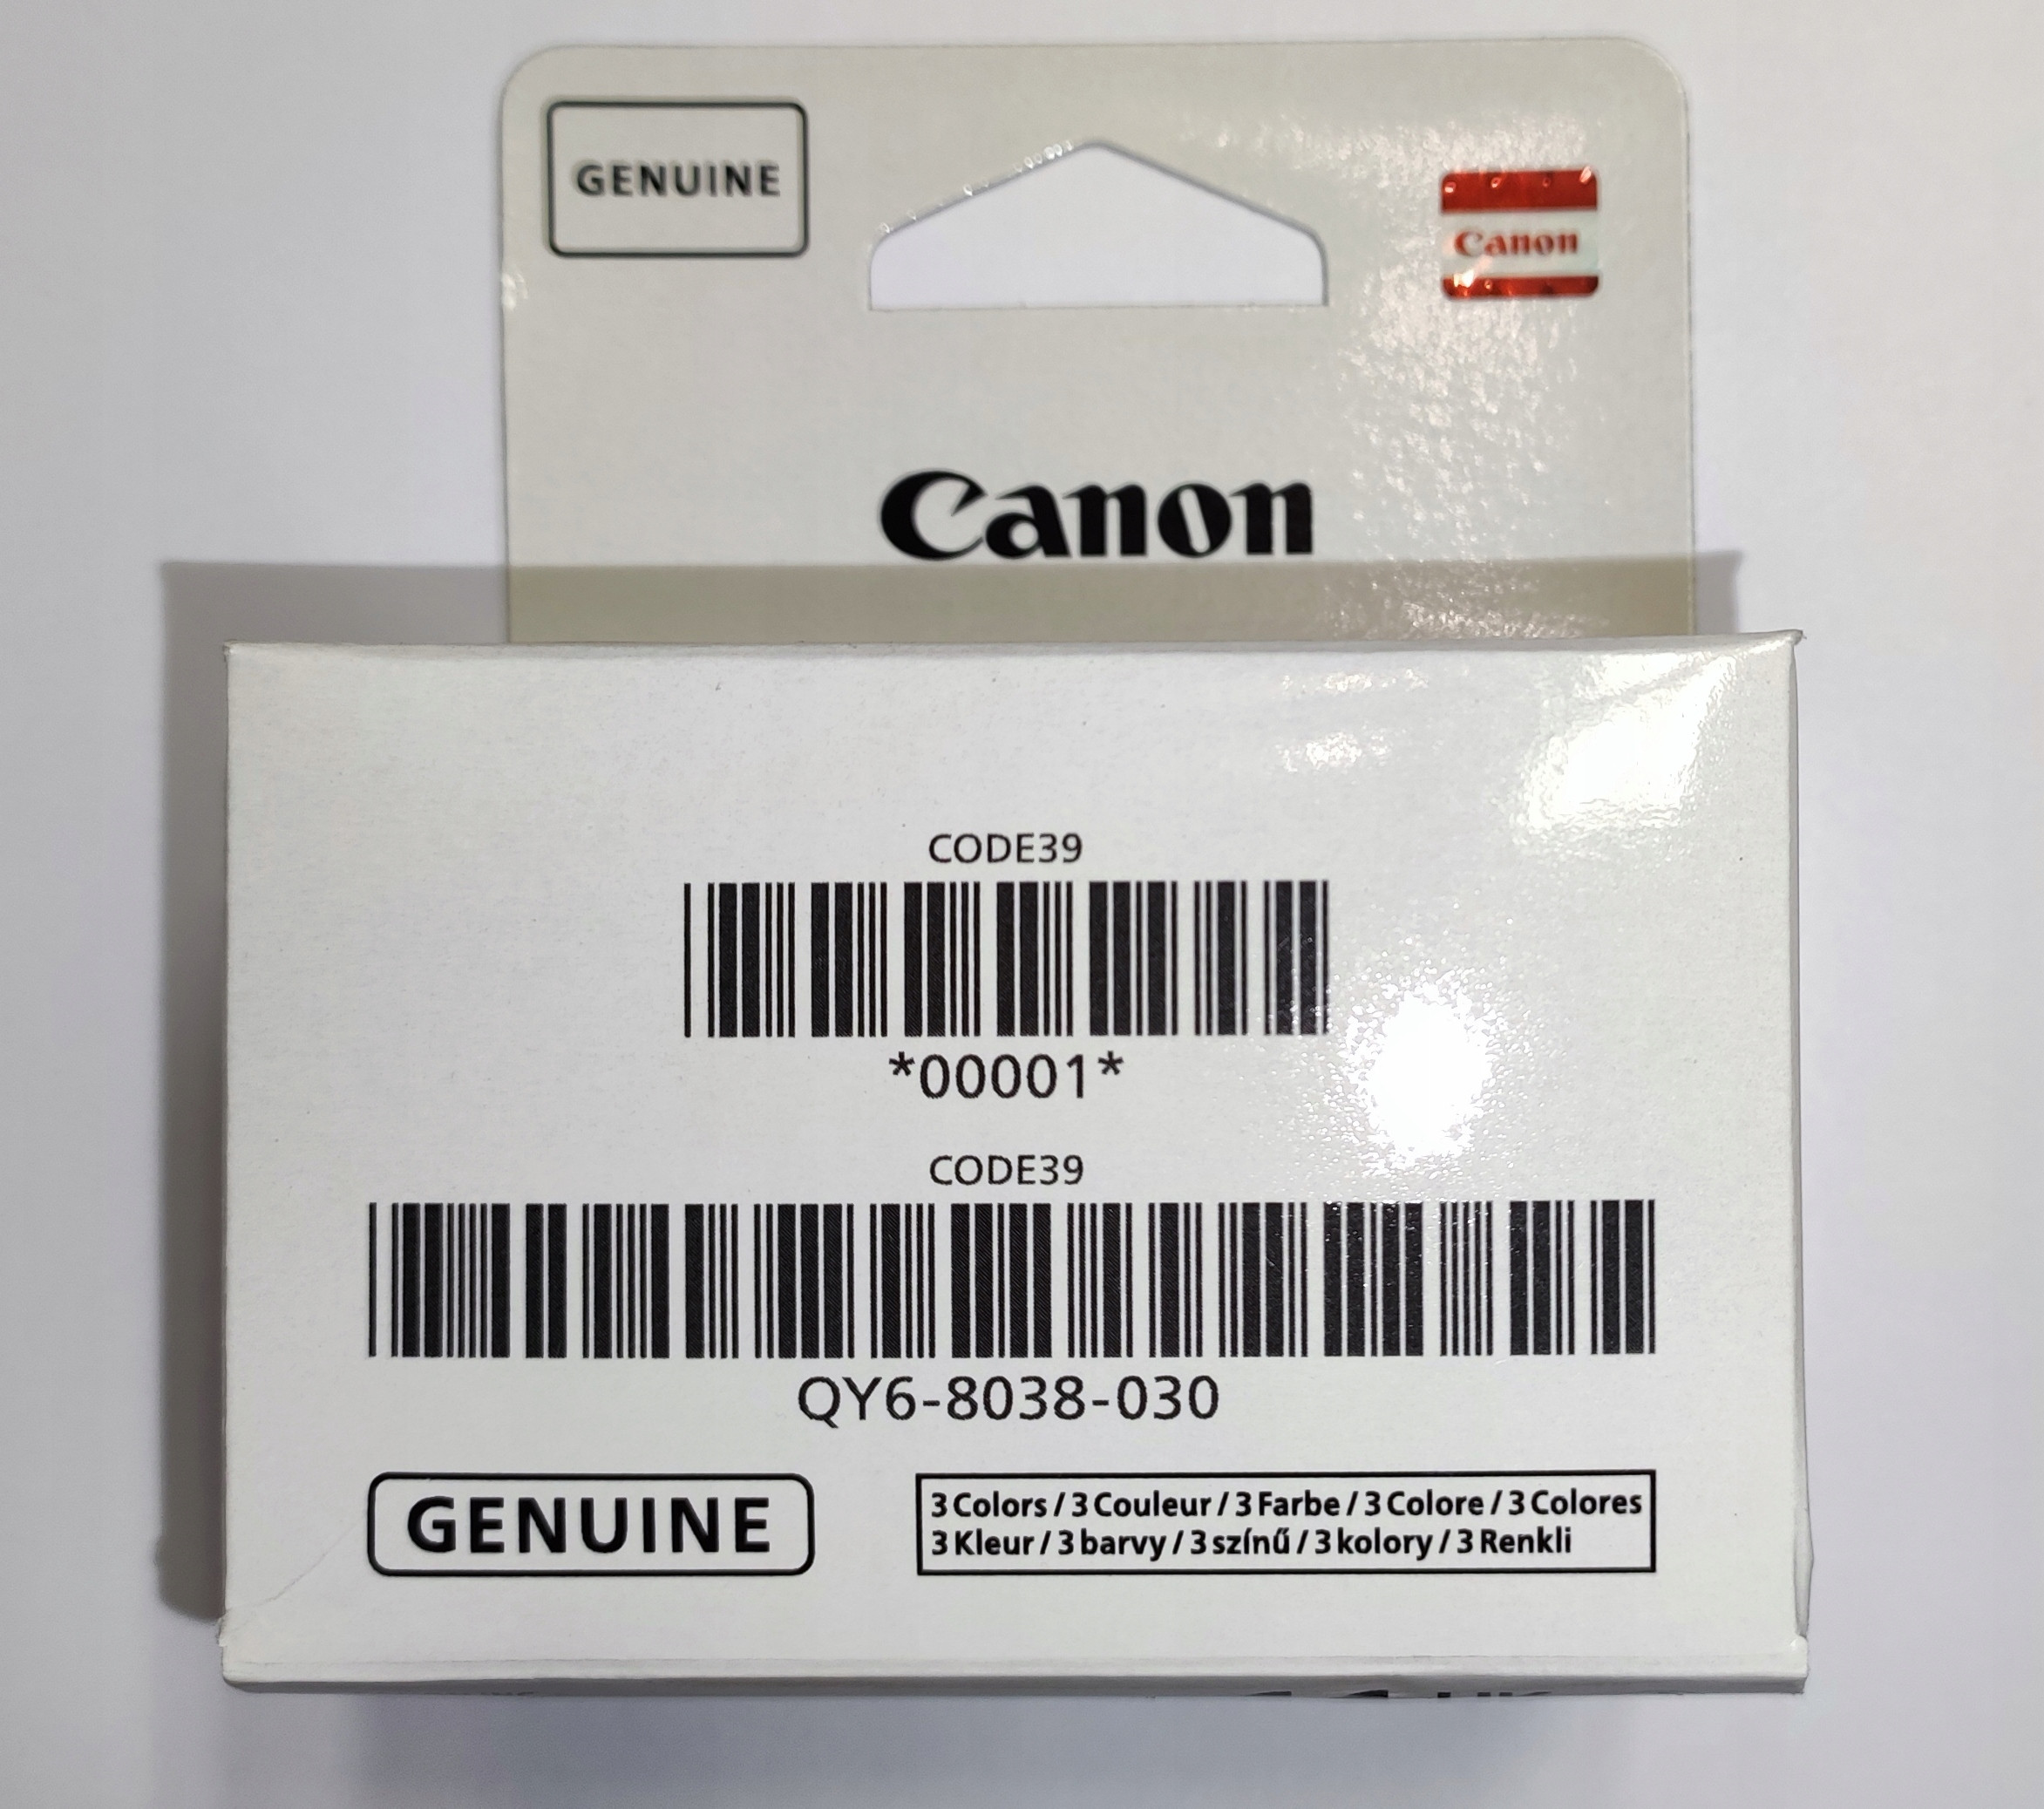 GENUINE
Canon
Canon
CODE39
*00001*
CODE39
QY6-8038-030
GENUINE
3 Colors / 3 Couleur / 3 Farbe / 3 Colore / 3 Colores
3 Kleur / 3 barvy / 3 színű / 3 kolory / 3 Renkli